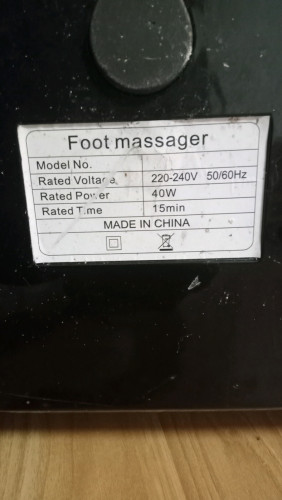 Foot massager
Model No.
Rated Voltage 220-240V 50/60Hz
Rated Power 40W
Rated Time 15min
MADE IN CHINA